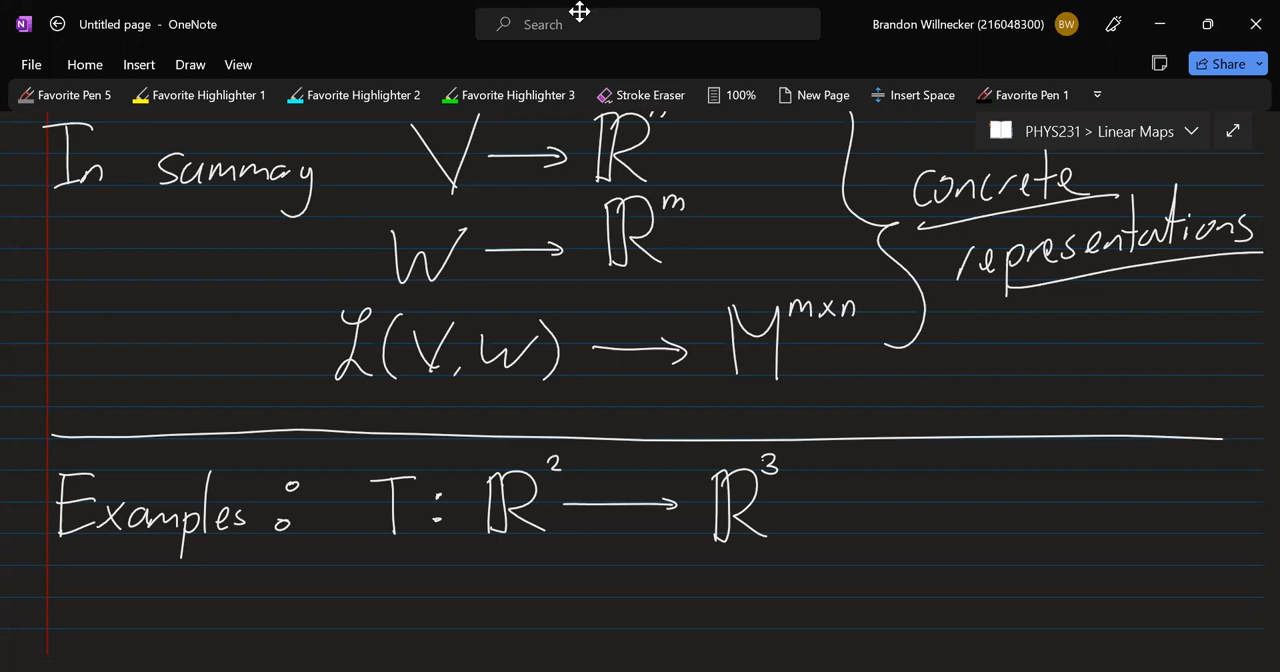 Untitled page - OneNote
Search
Brandon Willnecker (216048300) BW
File Home Insert Draw View
Share
Favorite Pen 5 Favorite Highlighter 1 Favorite Highlighter 2 Favorite Highlighter 3 Stroke Eraser 100% New Page Insert Space Favorite Pen 1
PHYS231 > Linear Maps
In summay V → ℝⁿ
W → ℝᵐ
concrete
representations
ℒ(V, W) → M^{m×n}
Examples : T : ℝ² → ℝ³